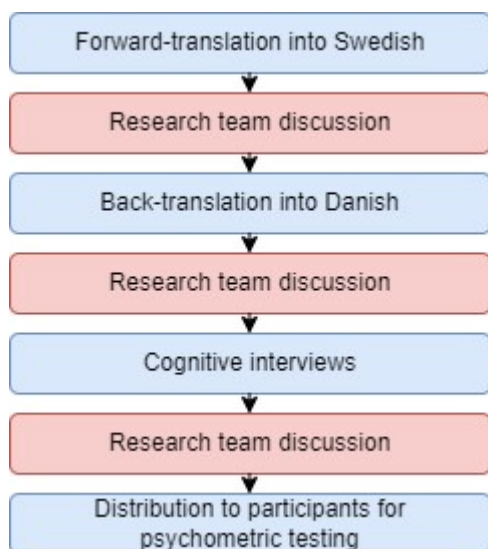 Forward-translation into Swedish
Research team discussion
Back-translation into Danish
Research team discussion
Cognitive interviews
Research team discussion
Distribution to participants for
psychometric testing